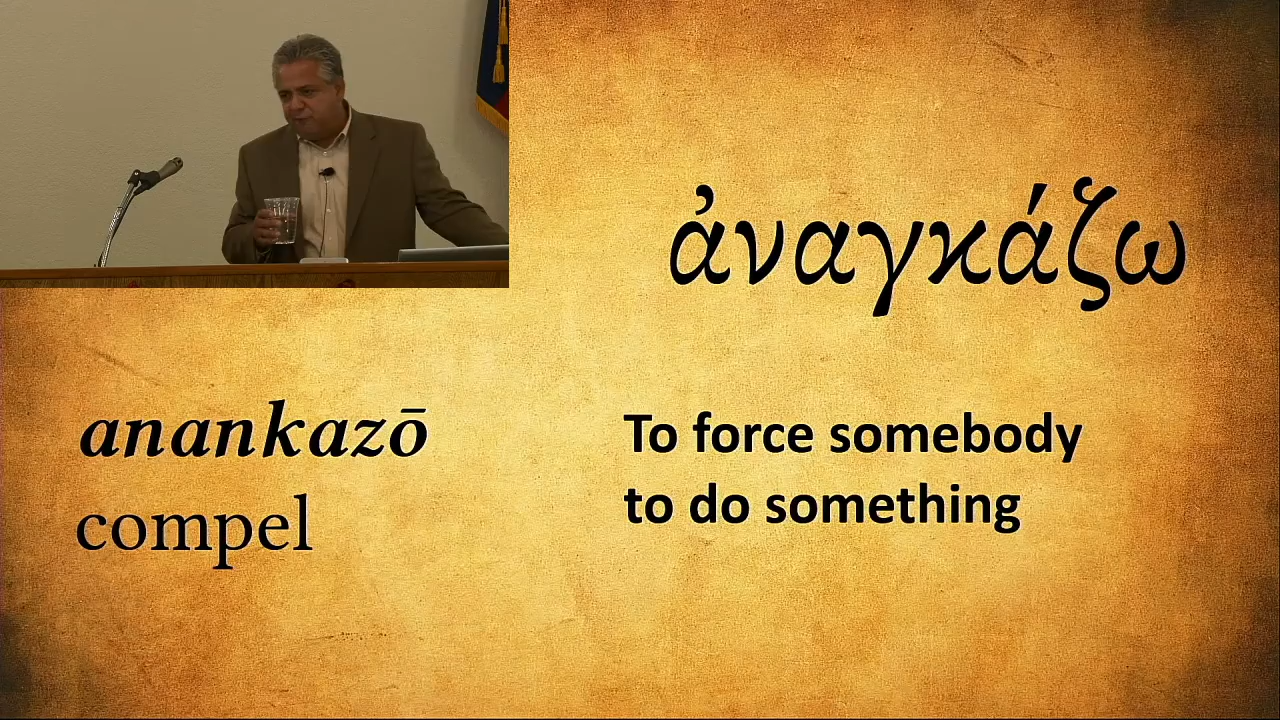 ἀναγκάζω
anankazō
compel
To force somebody
to do something